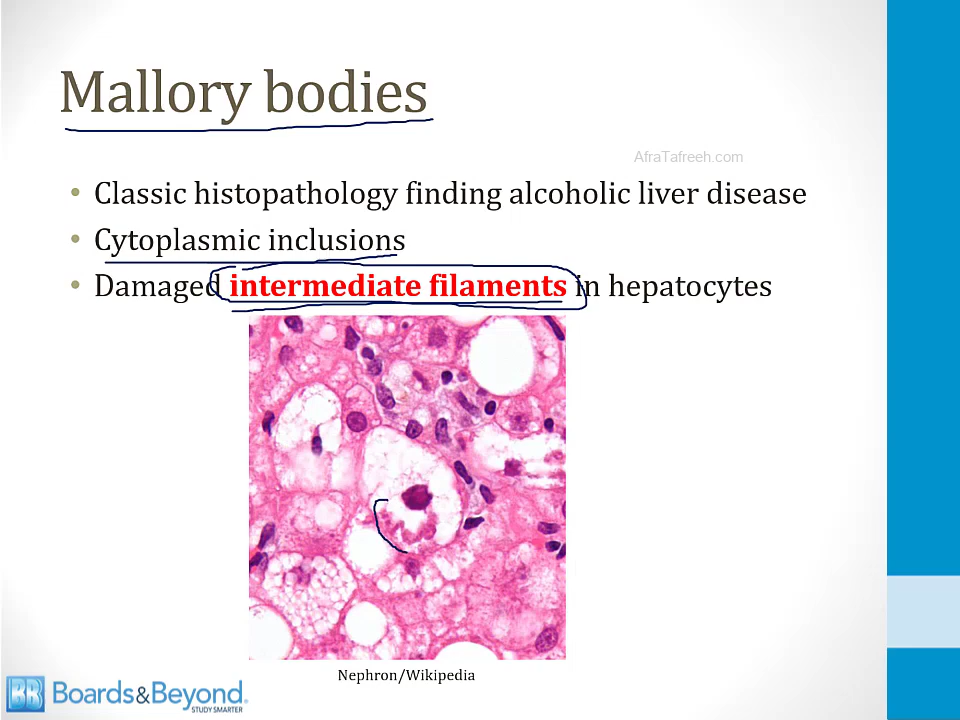 Mallory bodies
AfraTafreeh.com
• Classic histopathology finding alcoholic liver disease
• Cytoplasmic inclusions
• Damaged intermediate filaments in hepatocytes
Nephron/Wikipedia
BB Boards&Beyond.
STUDY SMARTER